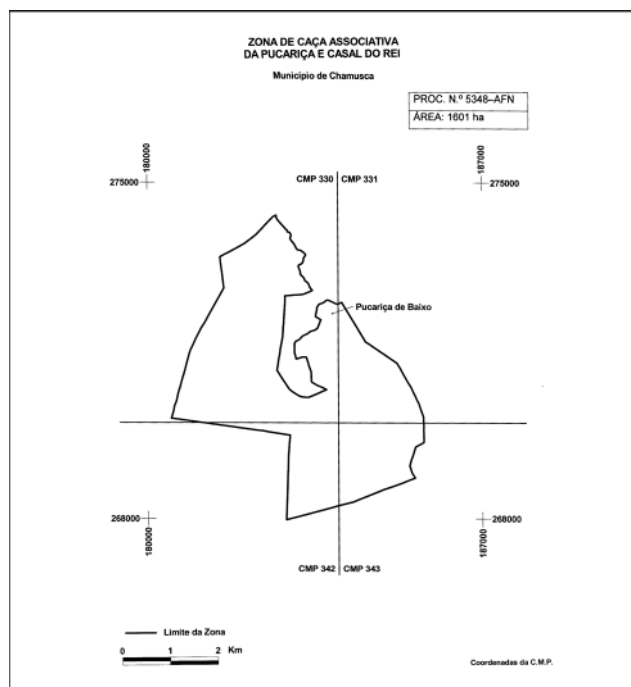 ZONA DE CAÇA ASSOCIATIVA
DA PUCARIÇA E CASAL DO REI
Município de Chamusca
PROC. N.º 5348–AFN
ÁREA: 1601 ha
180000
187000
275000
CMP 330
CMP 331
275000
Pucariça de Baixo
268000
268000
180000
187000
CMP 342
CMP 343
Limite da Zona
0 1 2 Km
Coordenadas da C.M.P.